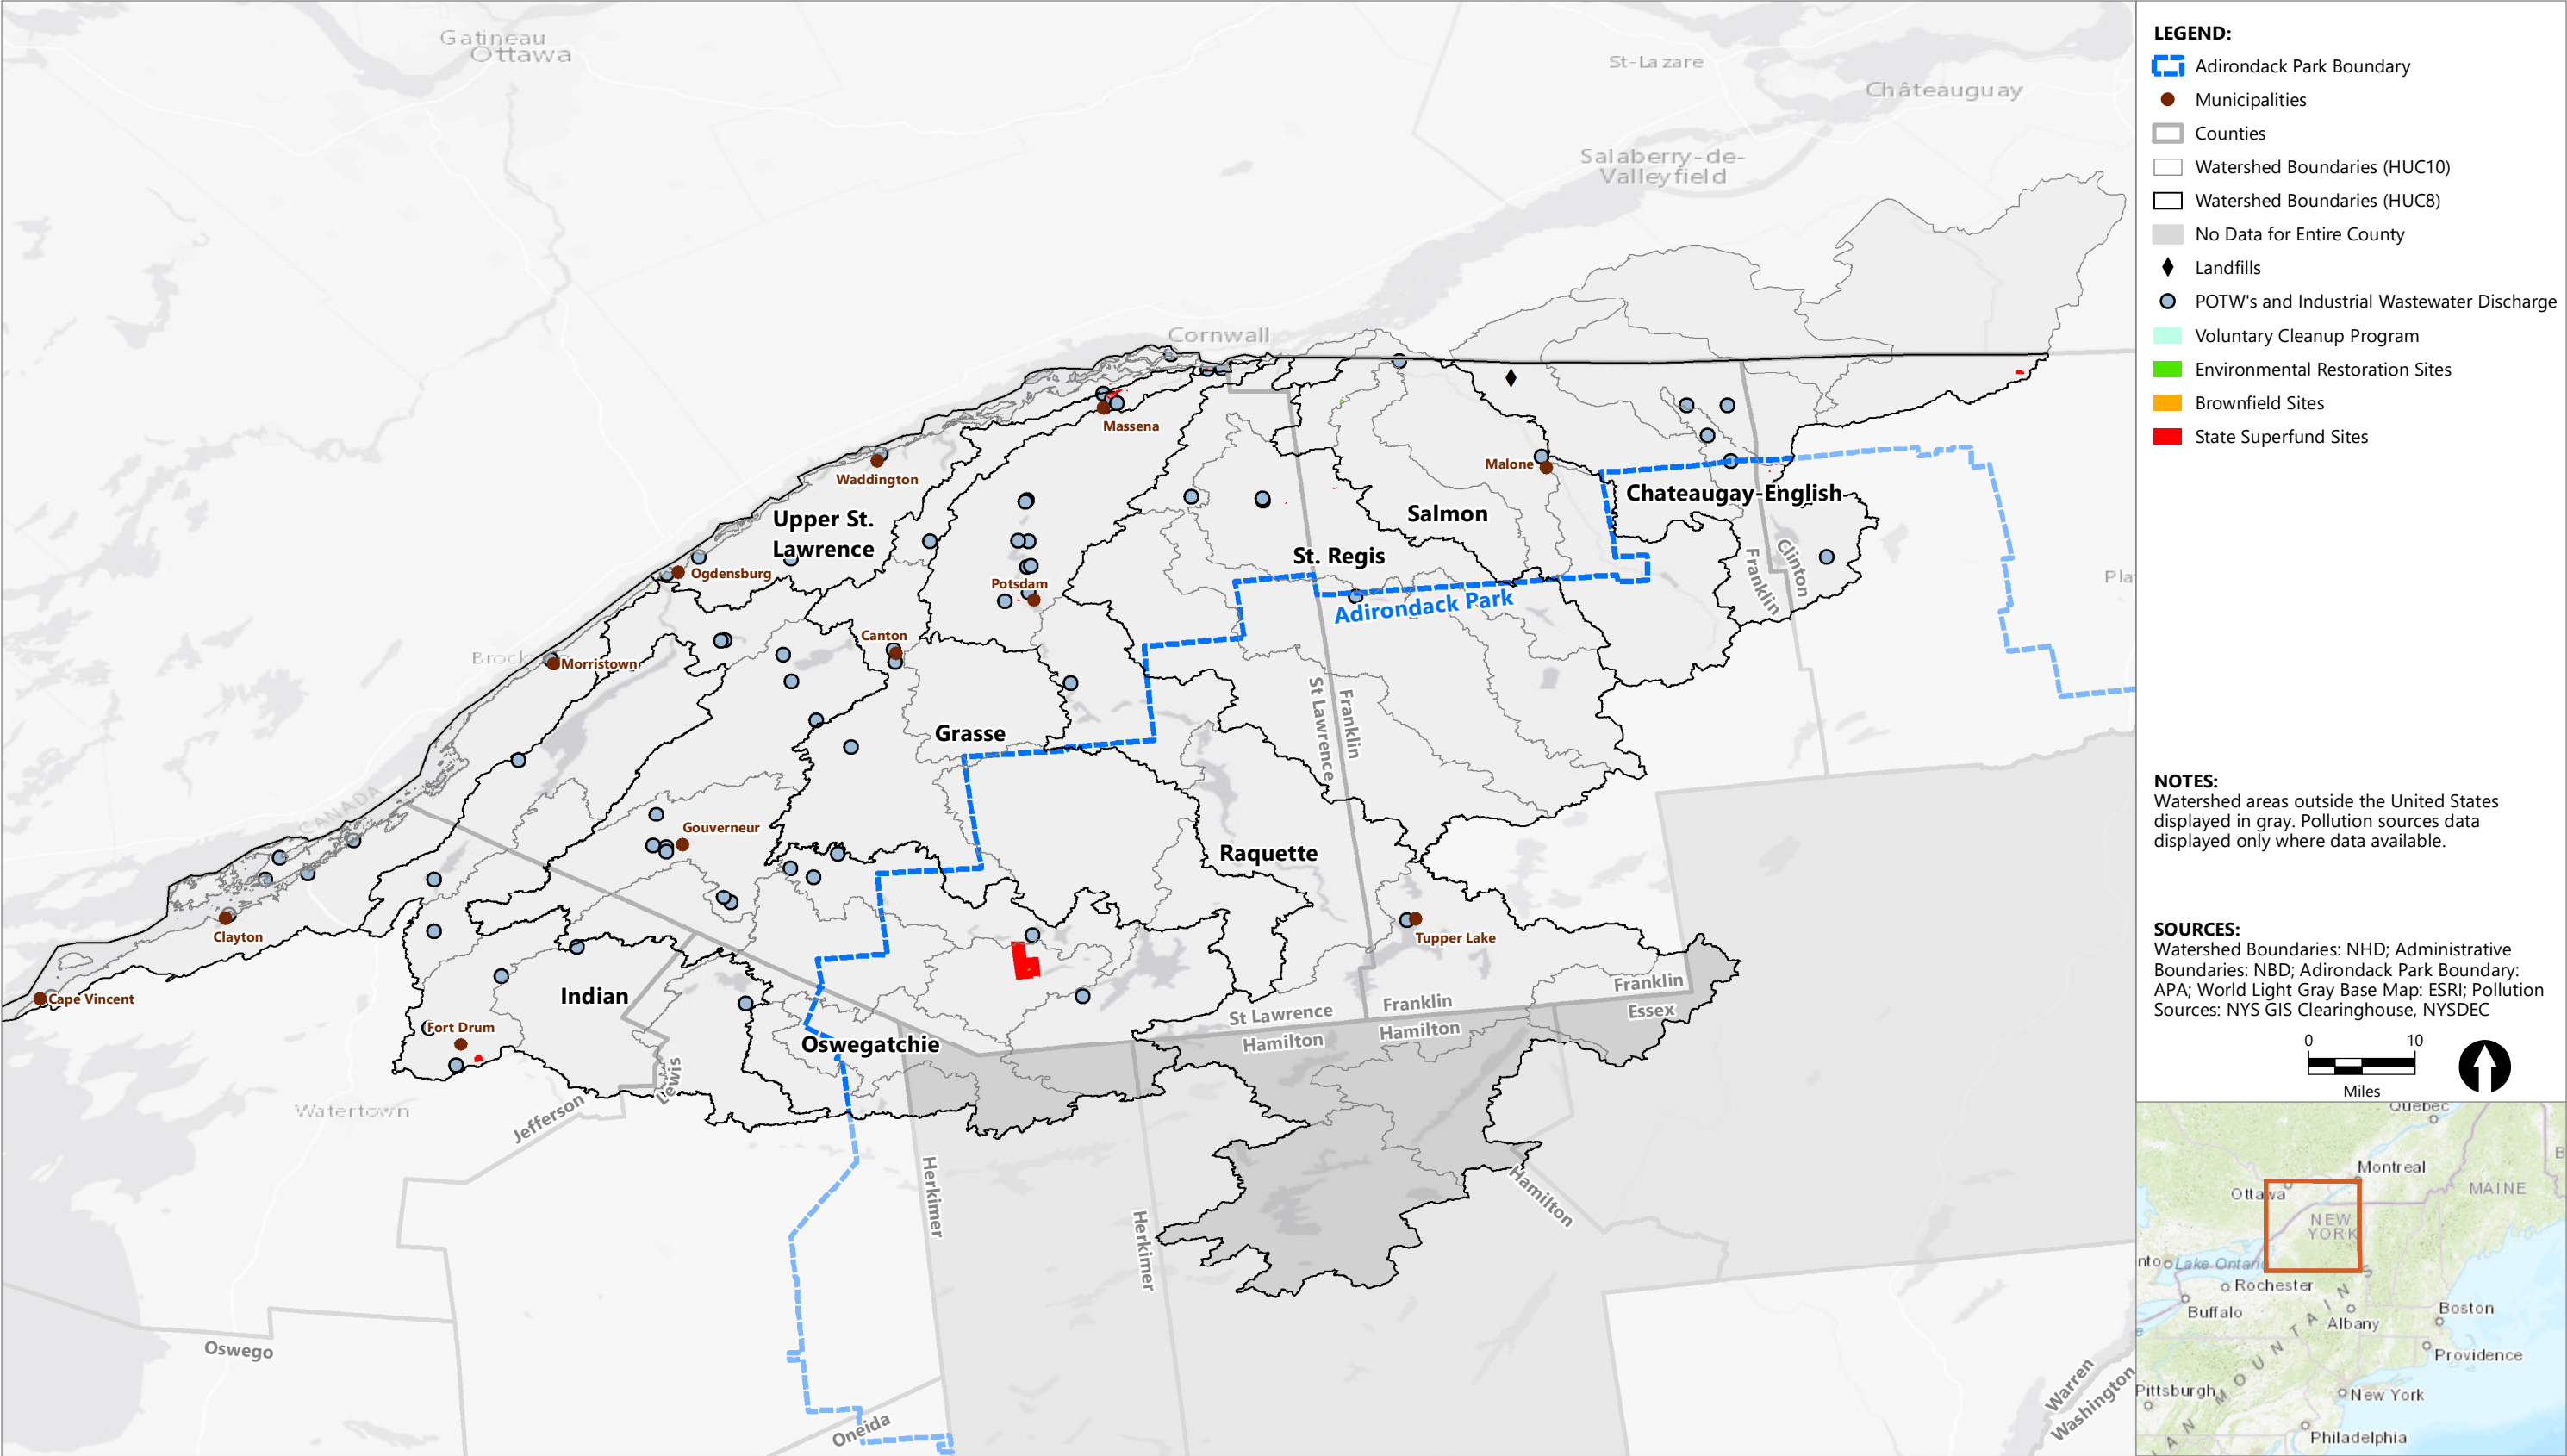 Gatineau
Ottawa
St-Lazare
Châteauguay
Salaberry-de-
Valleyfield
Cornwall
Massena
Waddington
Malone
Chateaugay-English
Upper St.
Lawrence
Salmon
St. Regis
Ogdensburg
Potsdam
Adirondack Park
Franklin
Clinton
Canton
Morristown
St Lawrence
Franklin
Grasse
CANADA
Gouverneur
Raquette
Clayton
Tupper Lake
Cape Vincent
Indian
Fort Drum
Oswegatchie
St Lawrence
Hamilton
Franklin
Hamilton
Franklin
Essex
Lewis
Jefferson
Watertown
Herkimer
Herkimer
Hamilton
Oswego
Oneida
Warren
Washington
LEGEND:
Adirondack Park Boundary
Municipalities
Counties
Watershed Boundaries (HUC10)
Watershed Boundaries (HUC8)
No Data for Entire County
Landfills
POTW's and Industrial Wastewater Discharge
Voluntary Cleanup Program
Environmental Restoration Sites
Brownfield Sites
State Superfund Sites
NOTES:
Watershed areas outside the United States
displayed in gray. Pollution sources data
displayed only where data available.
SOURCES:
Watershed Boundaries: NHD; Administrative
Boundaries: NBD; Adirondack Park Boundary:
APA; World Light Gray Base Map: ESRI; Pollution
Sources: NYS GIS Clearinghouse, NYSDEC
0 10
Miles
Quebec
Montreal
Ottawa
MAINE
NEW
YORK
Lake Ontari
Rochester
Buffalo
Boston
Albany
Providence
Pittsburgh
New York
Philadelphia
MOUNTAINS